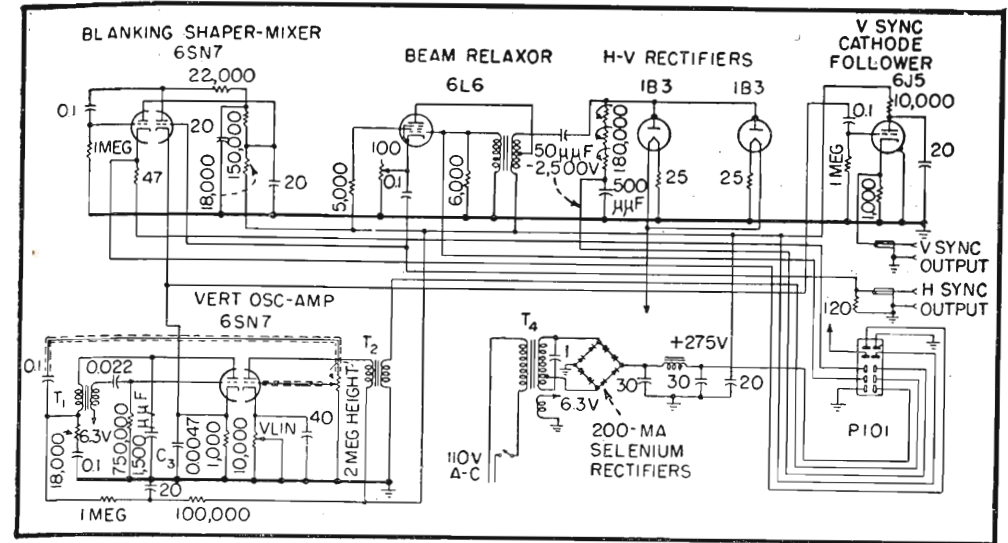 BLANKING SHAPER-MIXER
6SN7
22,000
0.1
1 MEG
47
20
18,000
150,000
20
BEAM RELAXOR
6L6
5,000
100
0.1
6,000
50μμF
-2,500V
180,000
500
μμF
H-V RECTIFIERS
1B3
1B3
25
25
V SYNC
CATHODE
FOLLOWER
6J5
10,000
0.1
1 MEG
1,000
20
V SYNC
OUTPUT
H SYNC
OUTPUT
120
P101
VERT OSC-AMP
6SN7
0.1
0.022
T1
6.3V
18,000
0.1
750,000
1,500μμF
C3
20
0.0047
1,000
10,000
VLIN
40
2 MEG HEIGHT
T2
1 MEG
100,000
T4
1
6.3V
110V
A-C
200-MA
SELENIUM
RECTIFIERS
30
+275V
30
20